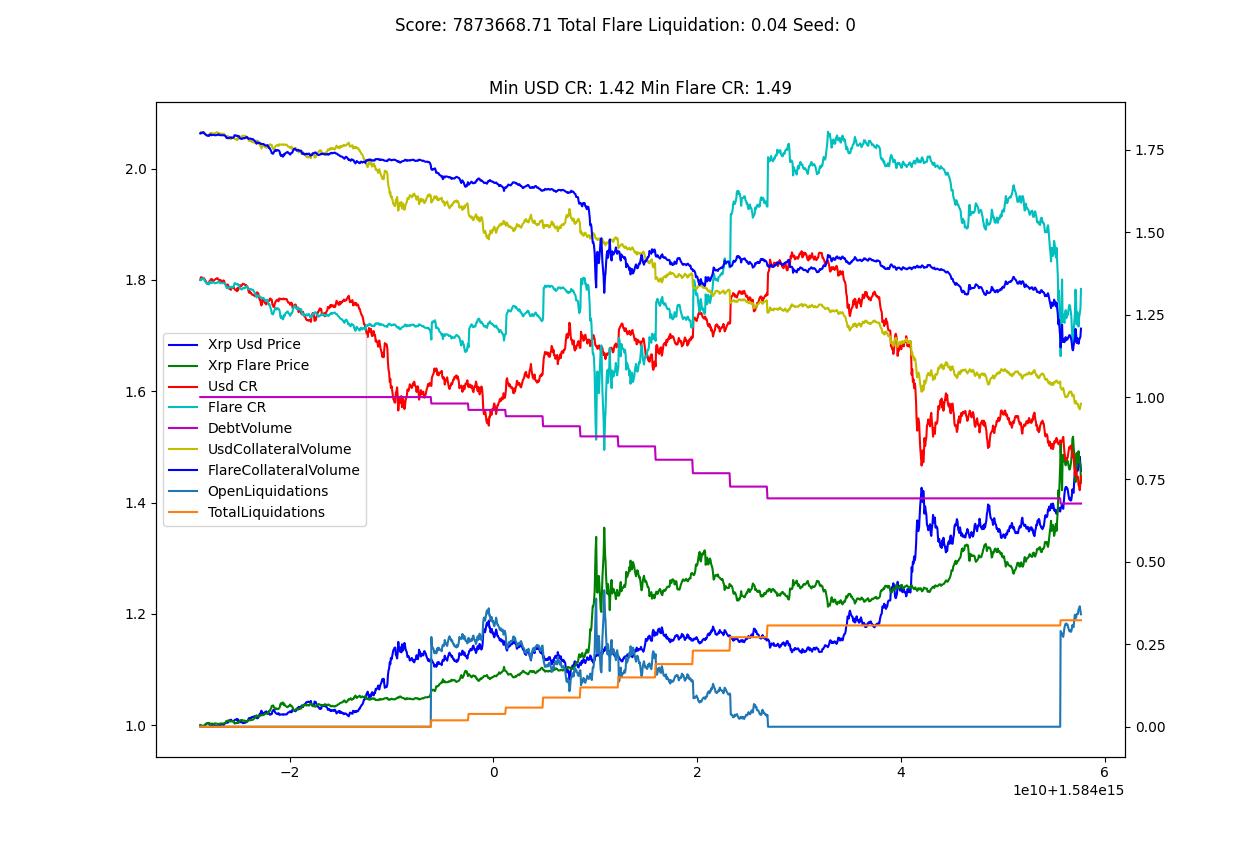 Score: 7873668.71 Total Flare Liquidation: 0.04 Seed: 0
Min USD CR: 1.42 Min Flare CR: 1.49
2.0
1.8
1.6
1.4
1.2
1.0
1.75
1.50
1.25
1.00
0.75
0.50
0.25
0.00
Xrp Usd Price
Xrp Flare Price
Usd CR
Flare CR
DebtVolume
UsdCollateralVolume
FlareCollateralVolume
OpenLiquidations
TotalLiquidations
−2 0 2 4 6
1e10+1.584e15